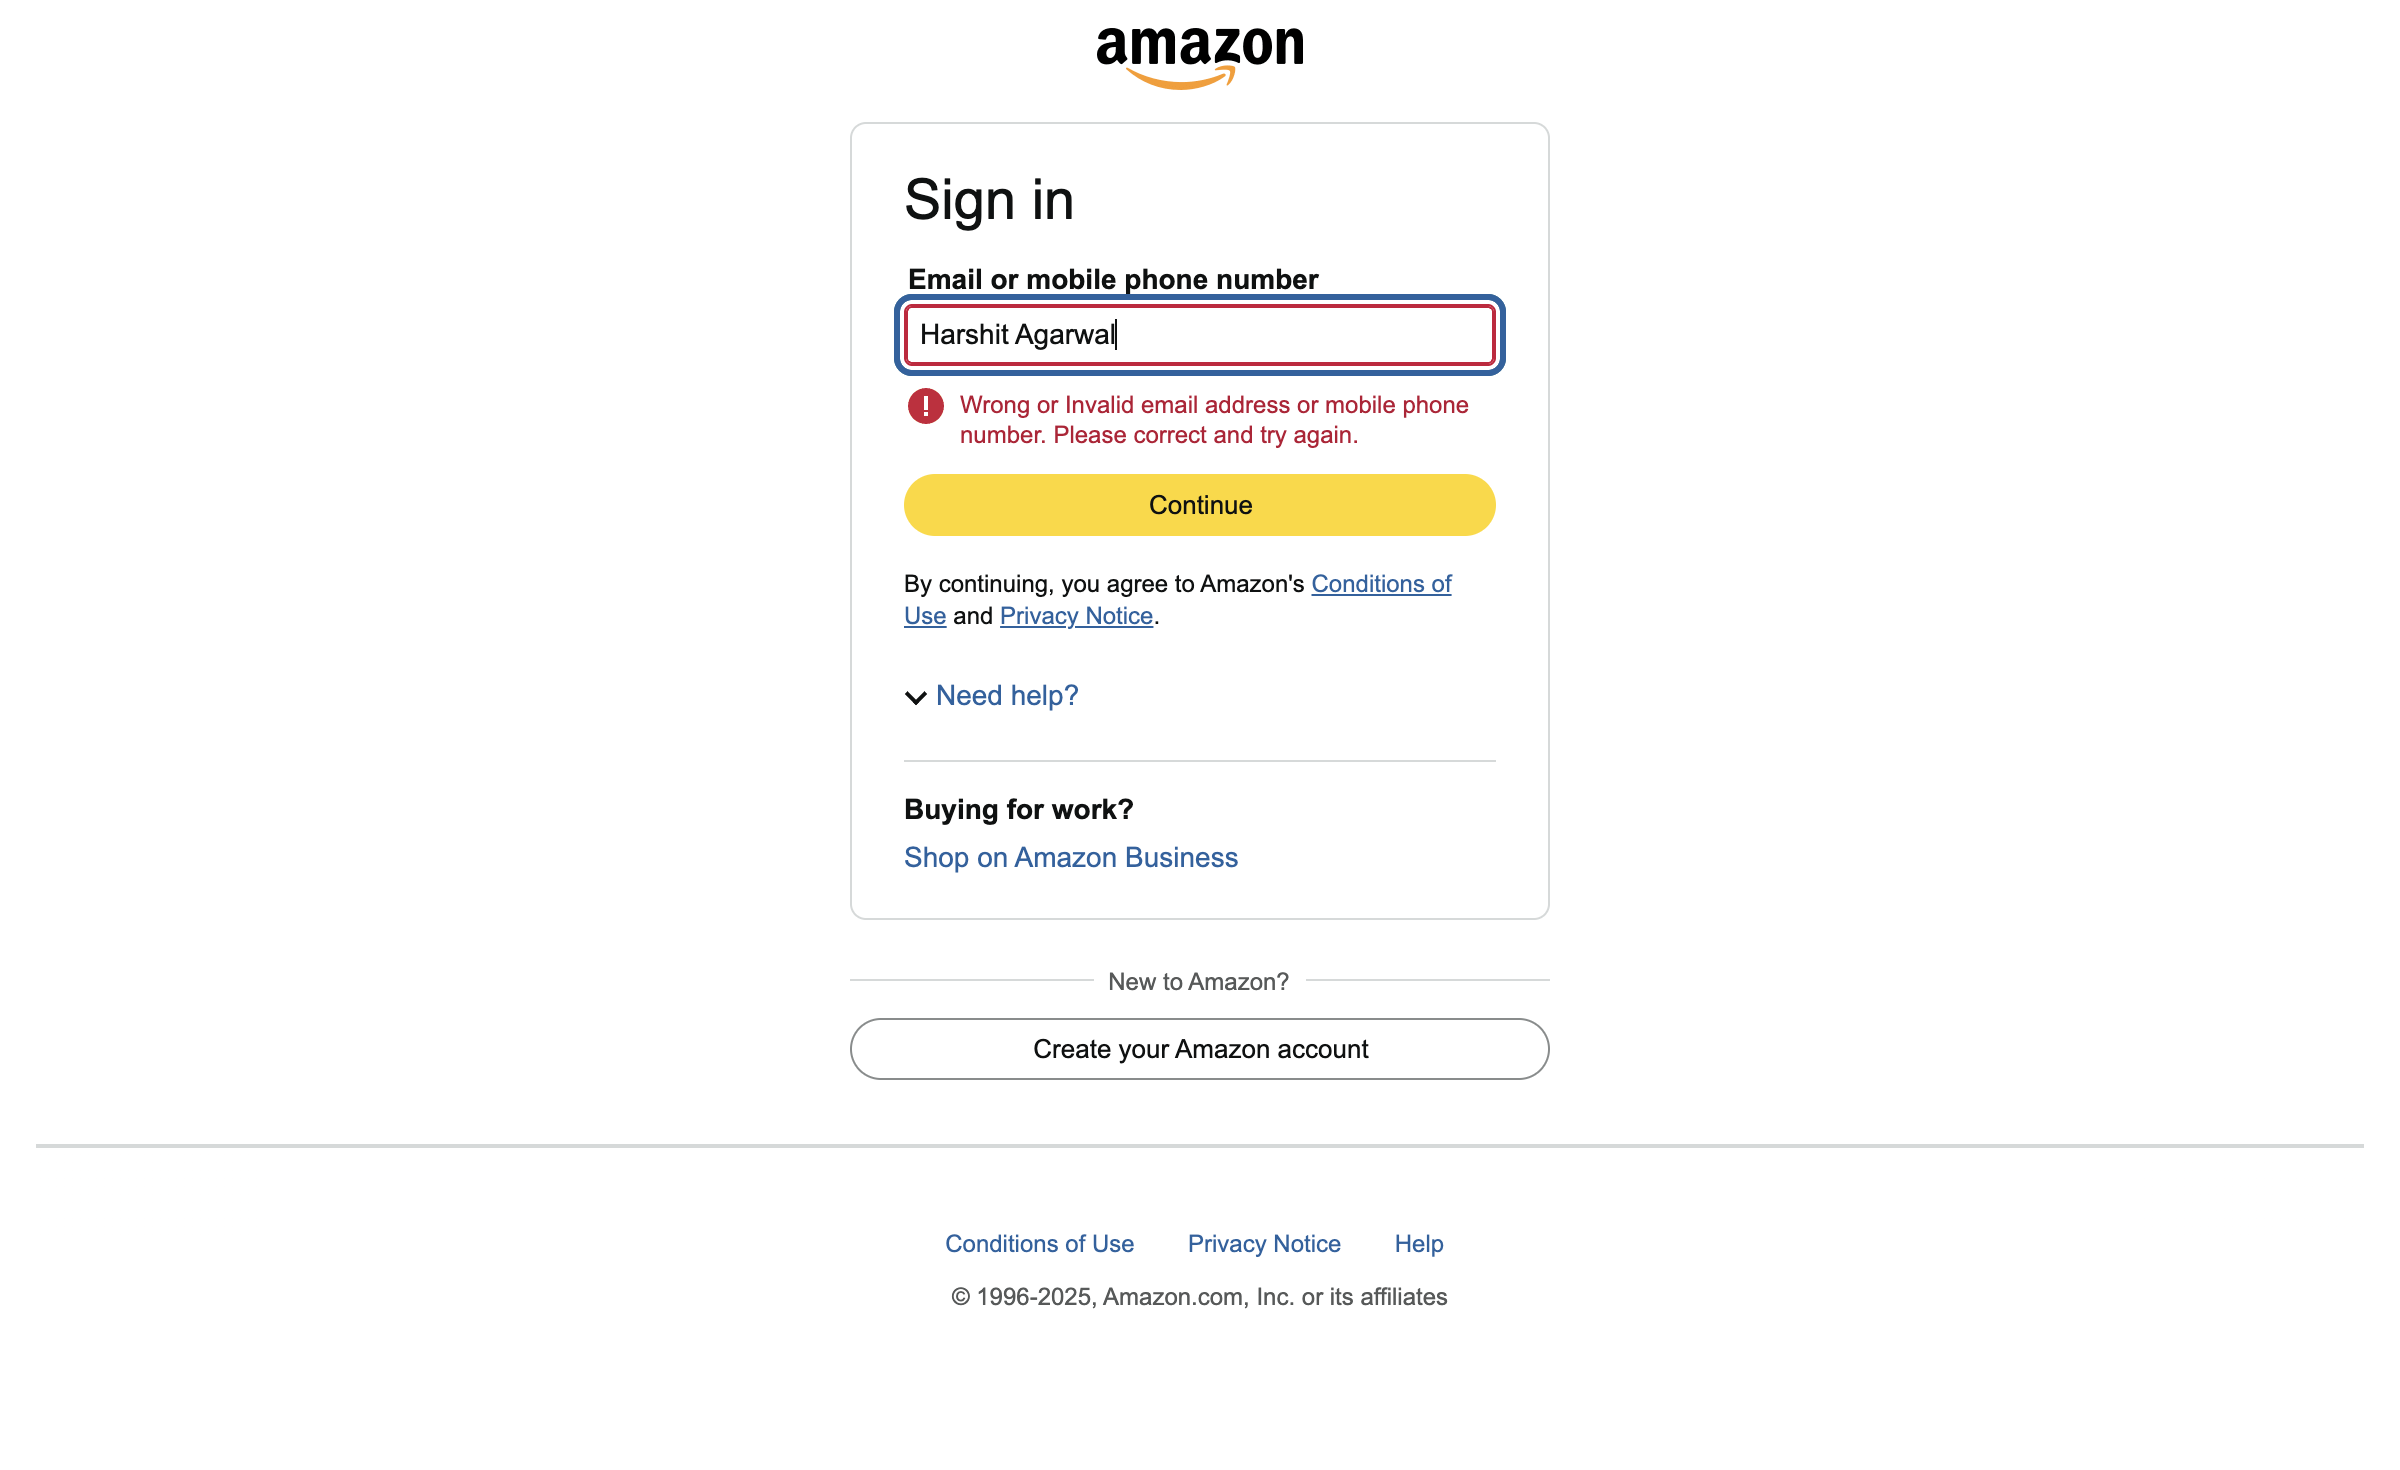 amazon
Sign in
Email or mobile phone number
Harshit Agarwal
Wrong or Invalid email address or mobile phone
number. Please correct and try again.
Continue
By continuing, you agree to Amazon's Conditions of
Use and Privacy Notice.
Need help?
Buying for work?
Shop on Amazon Business
New to Amazon?
Create your Amazon account
Conditions of Use Privacy Notice Help
© 1996-2025, Amazon.com, Inc. or its affiliates